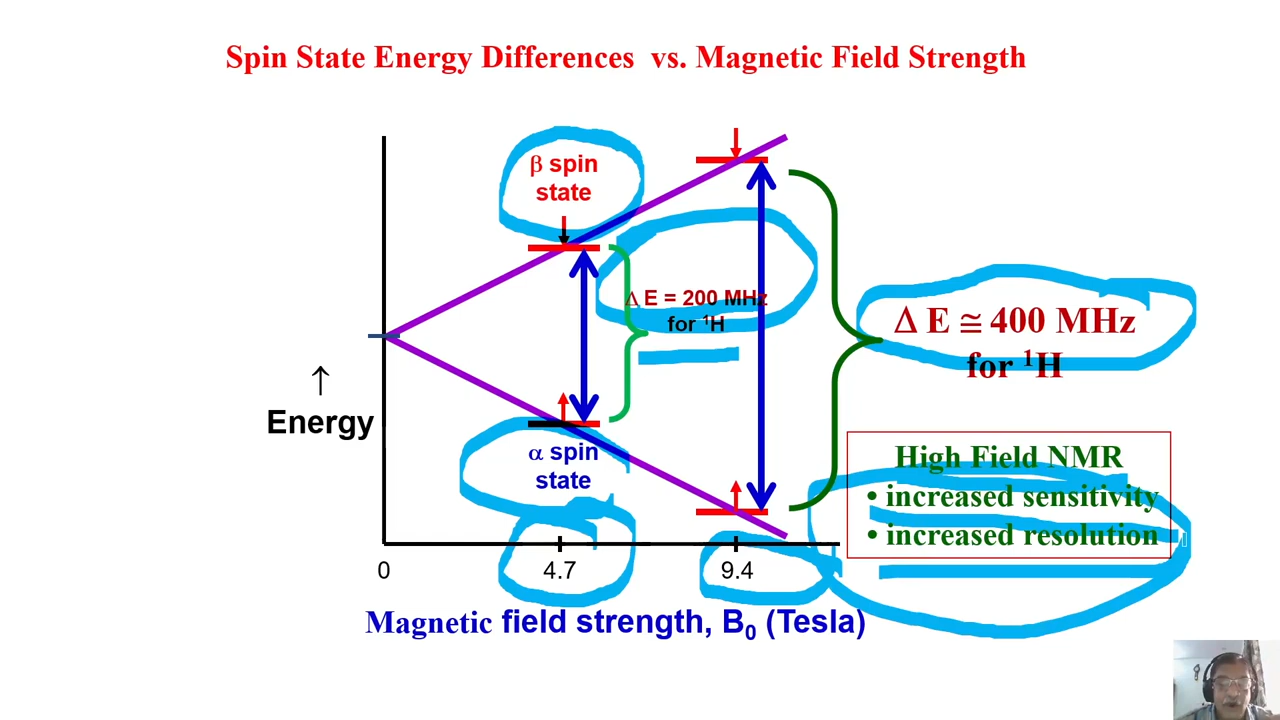 Spin State Energy Differences vs. Magnetic Field Strength
β spin
state
Δ E = 200 MHz
for ¹H
Δ E ≅ 400 MHz
for ¹H
↑
Energy
α spin
state
High Field NMR
• increased sensitivity
• increased resolution
0 4.7 9.4
Magnetic field strength, B₀ (Tesla)